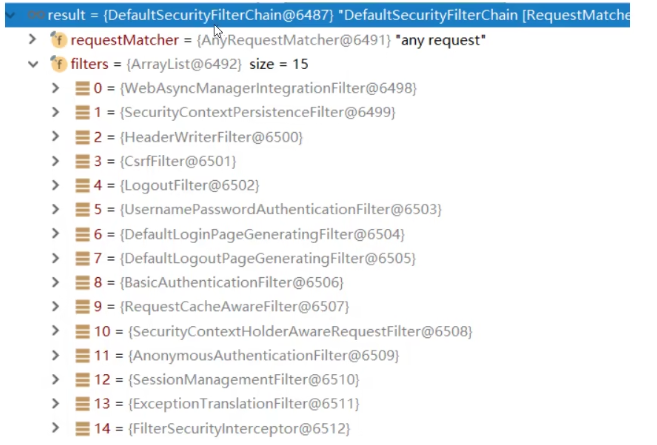 result = {DefaultSecurityFilterChain@6487} "DefaultSecurityFilterChain [RequestMatche
requestMatcher = {AnyRequestMatcher@6491} "any request"
filters = {ArrayList@6492} size = 15
0 = {WebAsyncManagerIntegrationFilter@6498}
1 = {SecurityContextPersistenceFilter@6499}
2 = {HeaderWriterFilter@6500}
3 = {CsrfFilter@6501}
4 = {LogoutFilter@6502}
5 = {UsernamePasswordAuthenticationFilter@6503}
6 = {DefaultLoginPageGeneratingFilter@6504}
7 = {DefaultLogoutPageGeneratingFilter@6505}
8 = {BasicAuthenticationFilter@6506}
9 = {RequestCacheAwareFilter@6507}
10 = {SecurityContextHolderAwareRequestFilter@6508}
11 = {AnonymousAuthenticationFilter@6509}
12 = {SessionManagementFilter@6510}
13 = {ExceptionTranslationFilter@6511}
14 = {FilterSecurityInterceptor@6512}